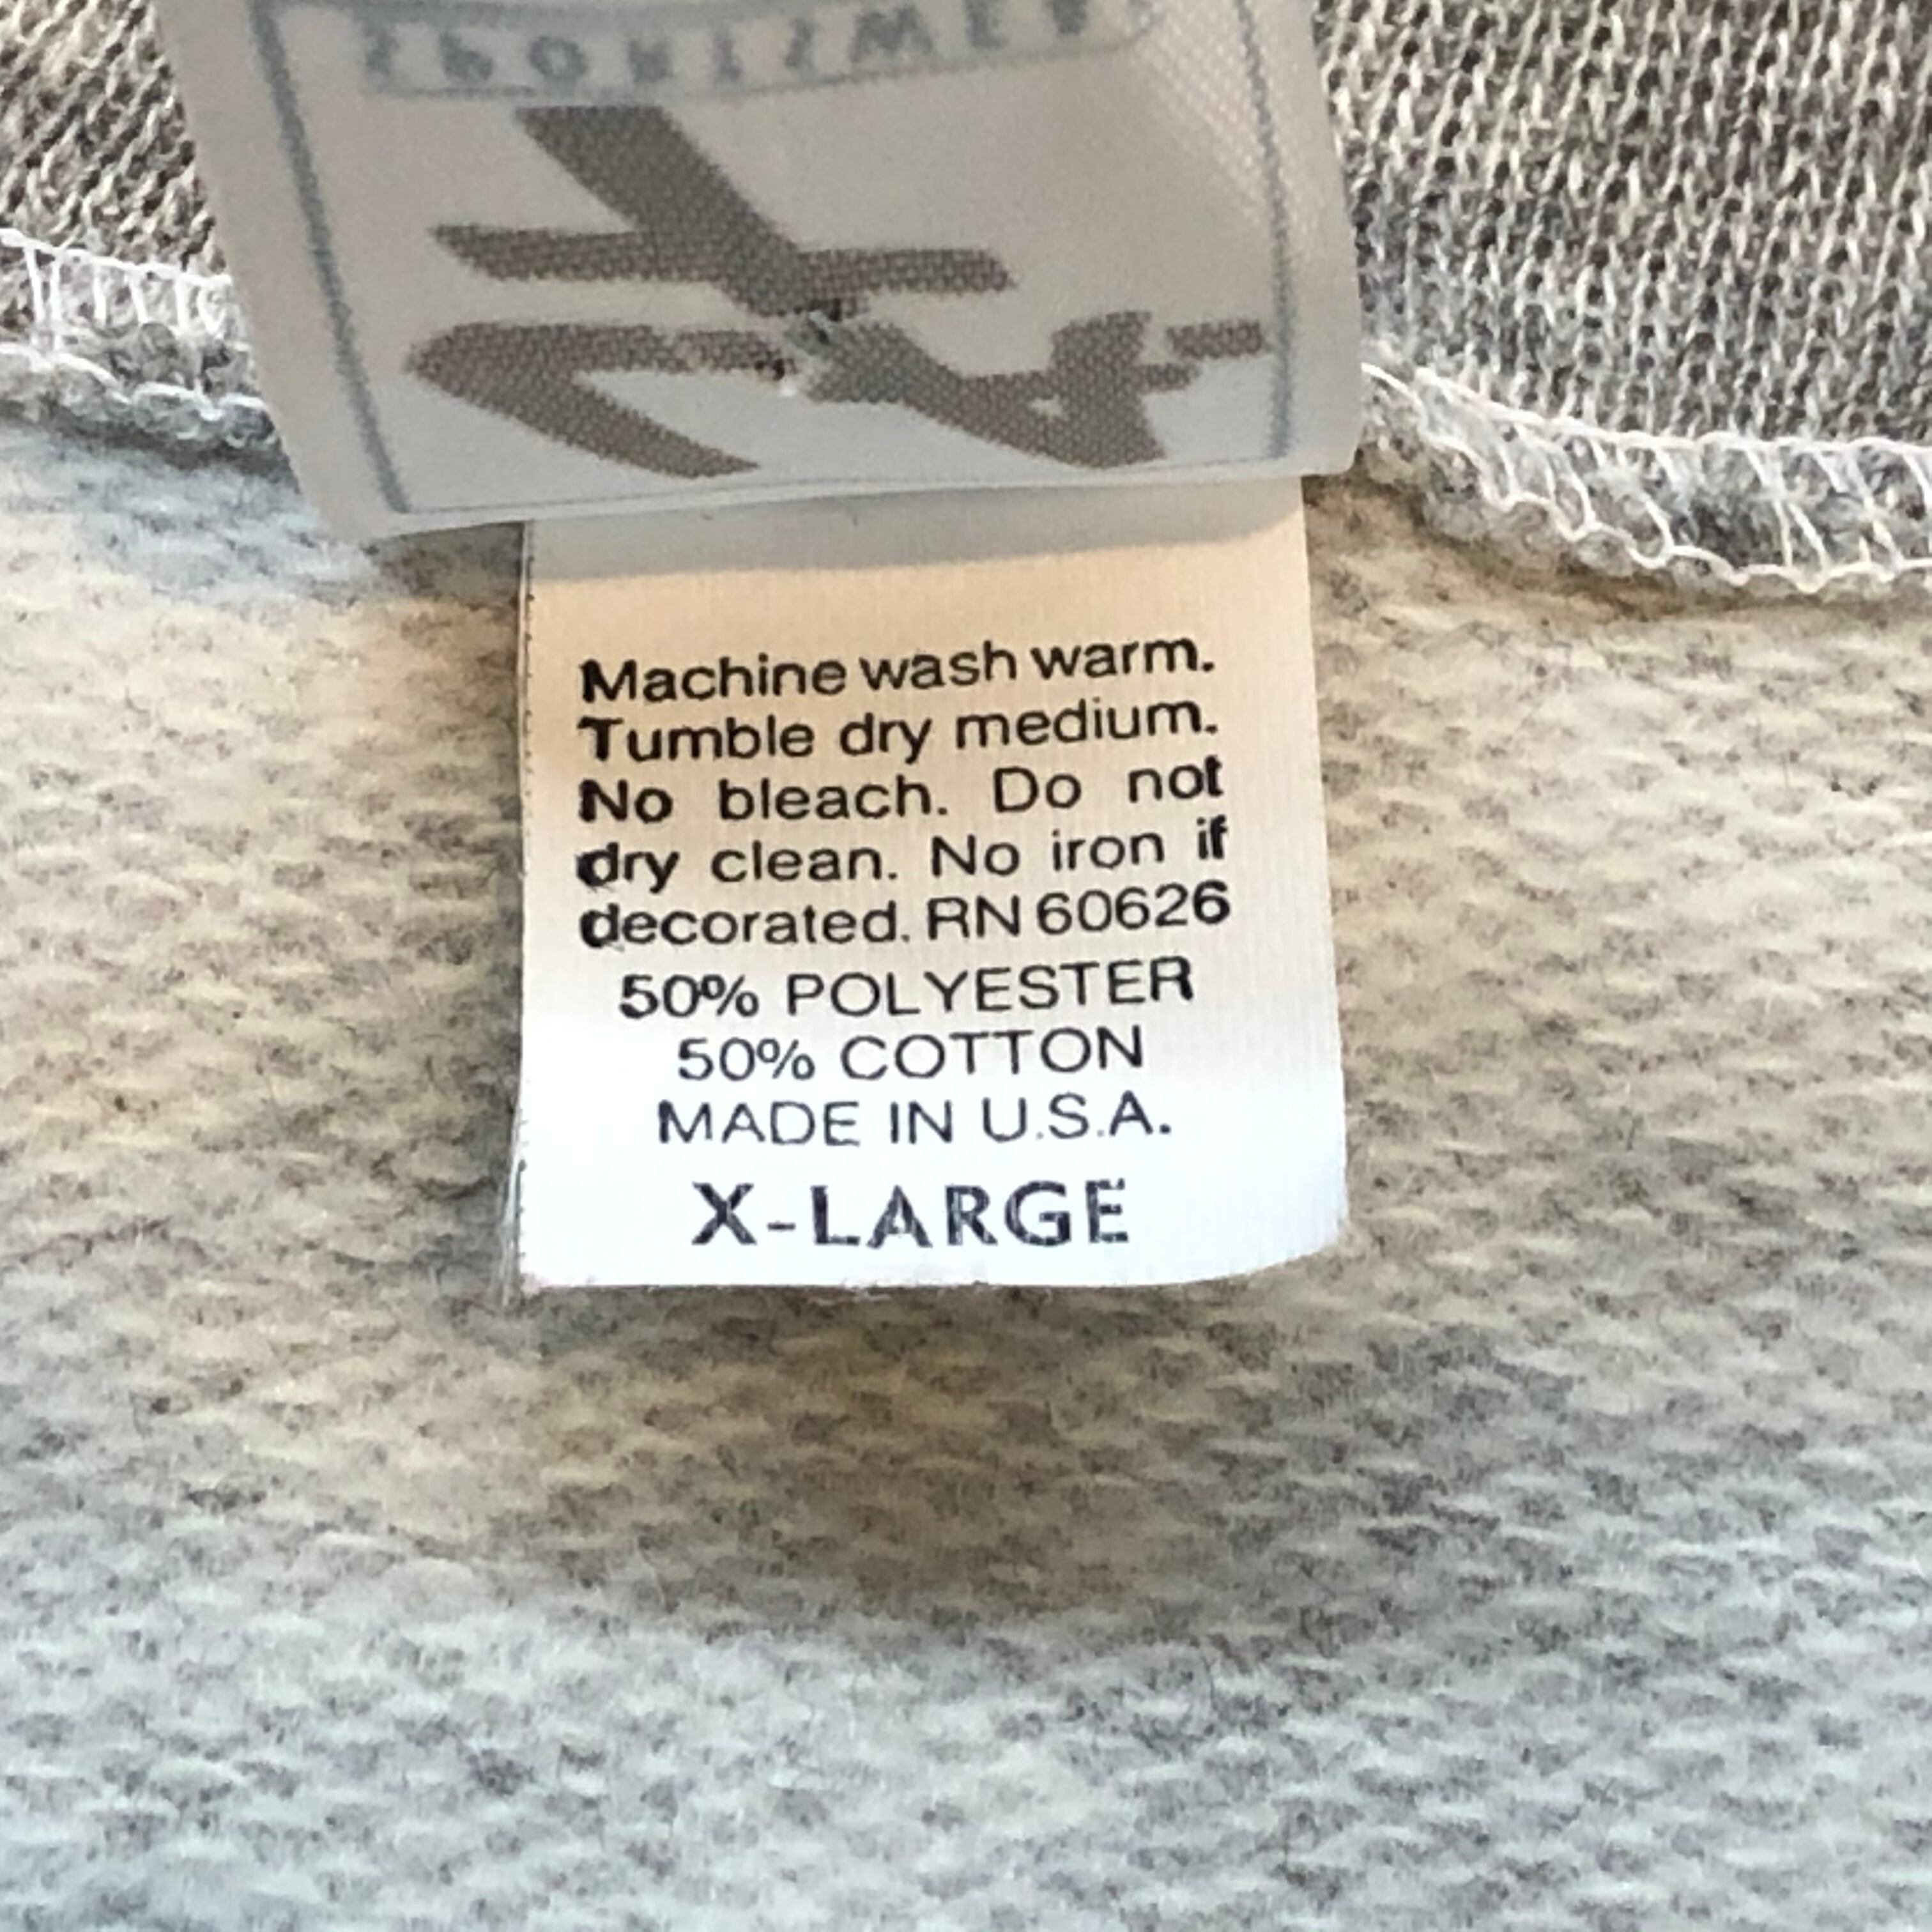 Machine wash warm.
Tumble dry medium.
No bleach. Do not
dry clean. No iron if
decorated. RN 60626
50% POLYESTER
50% COTTON
MADE IN U.S.A.
X-LARGE